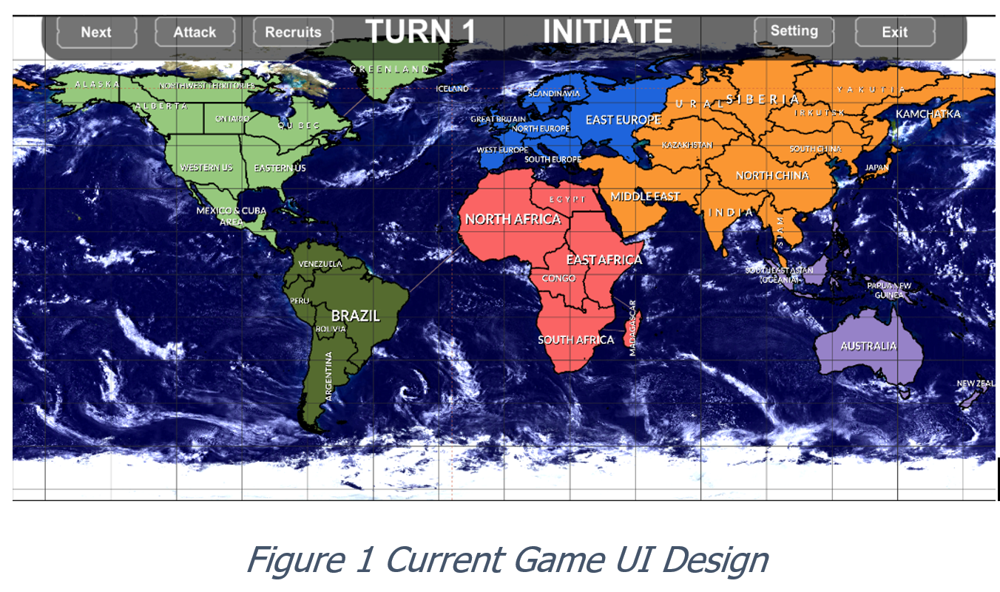 Next
Attack
Recruits
TURN 1
INITIATE
Setting
Exit
GREENLAND
ALASKA
NORTHWEST TERRITORIES
ALBERTA
ONTARIO
QUBEC
WESTERN US
EASTERN US
MEXICO & CUBA
AREA
ICELAND
SCANDINAVIA
GREAT BRITAIN
NORTH EUROPE
EAST EUROPE
WEST EUROPE
SOUTH EUROPE
URAL
SIBERIA
YAKUTIA
IRKUTSK
KAMCHATKA
KAZAKHSTAN
SOUTH CHINA
NORTH CHINA
JAPAN
MIDDLE EAST
INDIA
SIAM
EGYPT
NORTH AFRICA
EAST AFRICA
CONGO
SOUTH AFRICA
MADAGASCAR
VENEZUELA
PERU
BRAZIL
BOLIVIA
ARGENTINA
SOUTHEAST ASIAN
(OCEANIA)
PAPUA NEW
GUINEA
AUSTRALIA
NEW ZEAL
Figure 1 Current Game UI Design